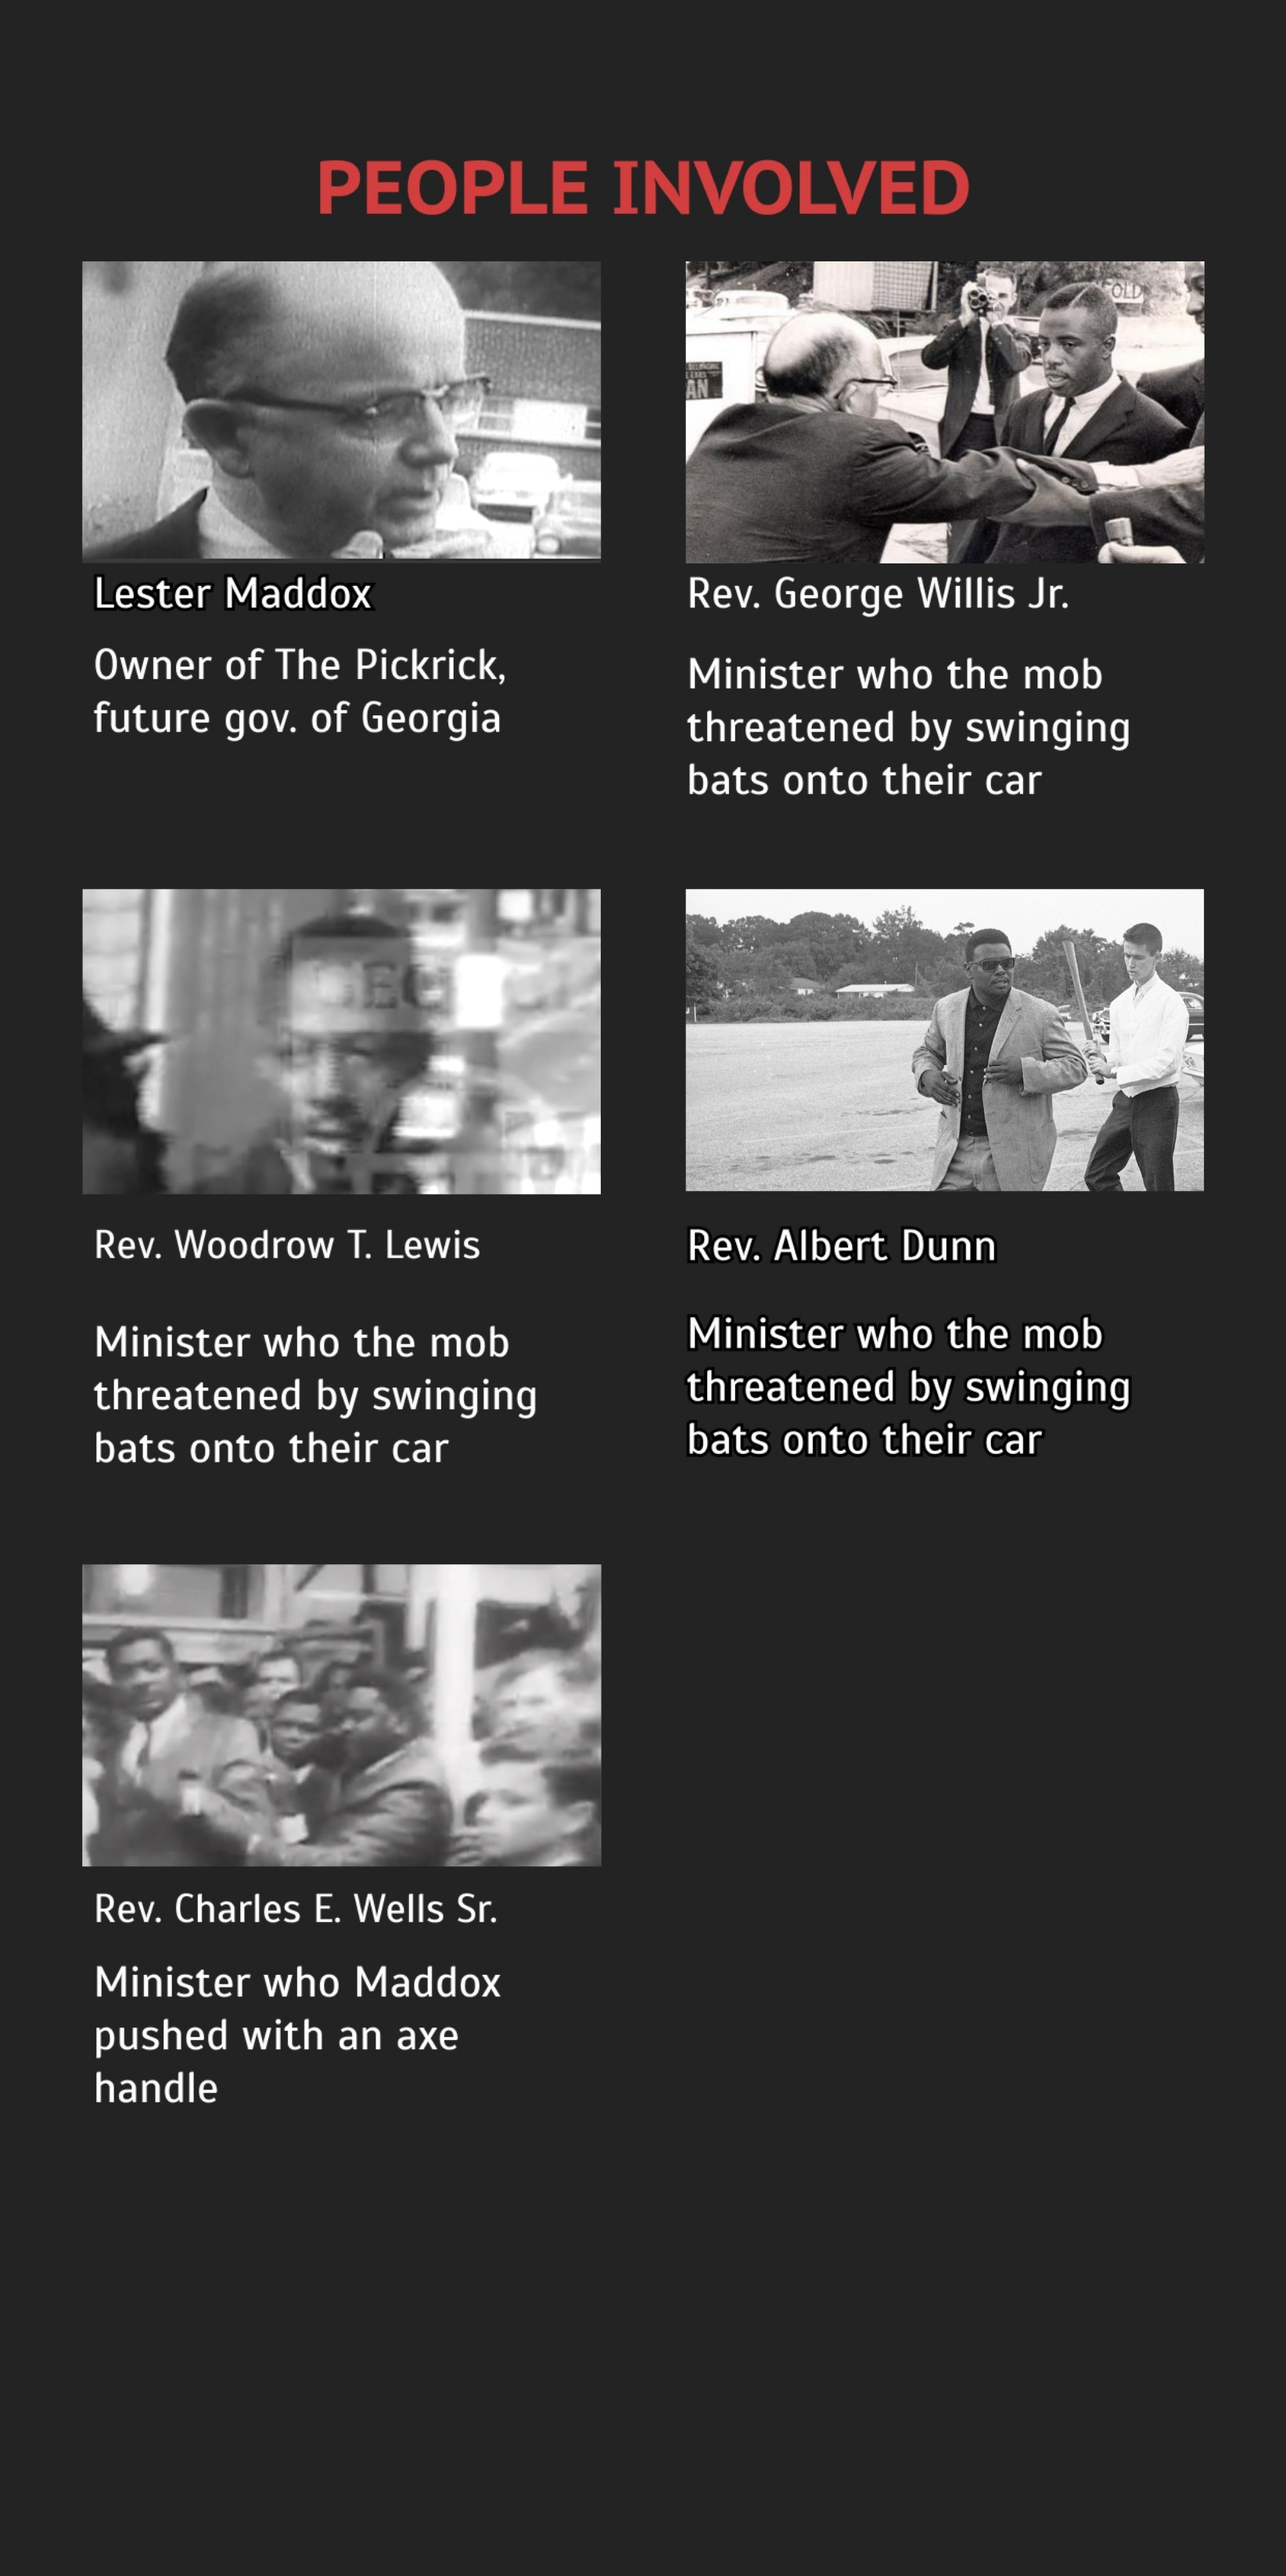 PEOPLE INVOLVED
OLD
AN
Lester Maddox
Owner of The Pickrick,
future gov. of Georgia
Rev. George Willis Jr.
Minister who the mob
threatened by swinging
bats onto their car
Rev. Woodrow T. Lewis
Minister who the mob
threatened by swinging
bats onto their car
Rev. Albert Dunn
Minister who the mob
threatened by swinging
bats onto their car
Rev. Charles E. Wells Sr.
Minister who Maddox
pushed with an axe
handle